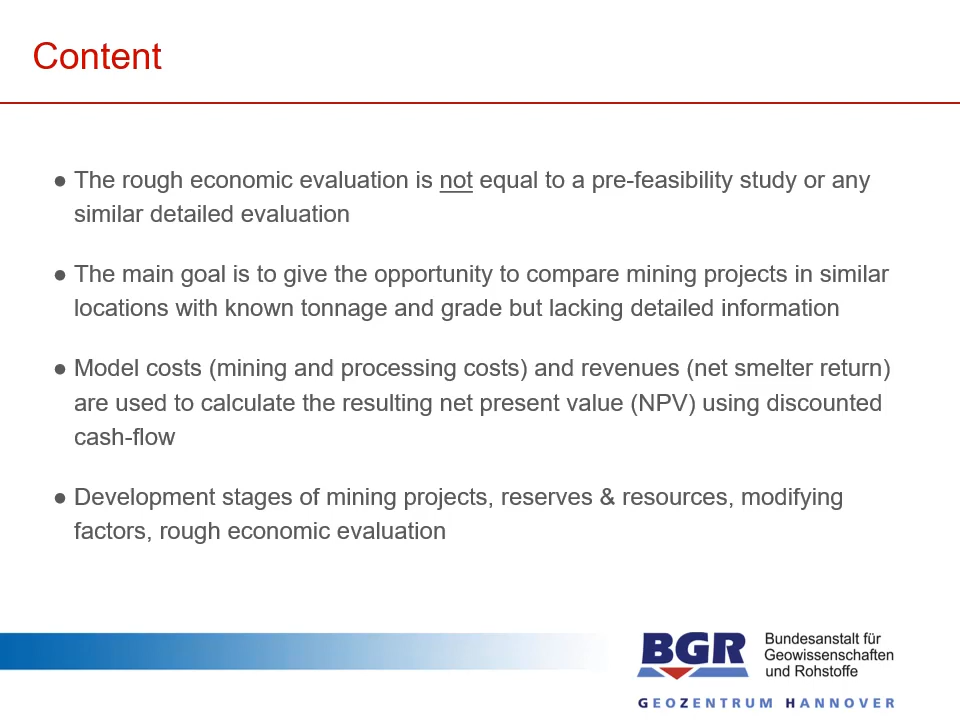 Content
● The rough economic evaluation is not equal to a pre-feasibility study or any
similar detailed evaluation
● The main goal is to give the opportunity to compare mining projects in similar
locations with known tonnage and grade but lacking detailed information
● Model costs (mining and processing costs) and revenues (net smelter return)
are used to calculate the resulting net present value (NPV) using discounted
cash-flow
● Development stages of mining projects, reserves & resources, modifying
factors, rough economic evaluation
BGR
Bundesanstalt für
Geowissenschaften
und Rohstoffe
GEOZENTRUM HANNOVER